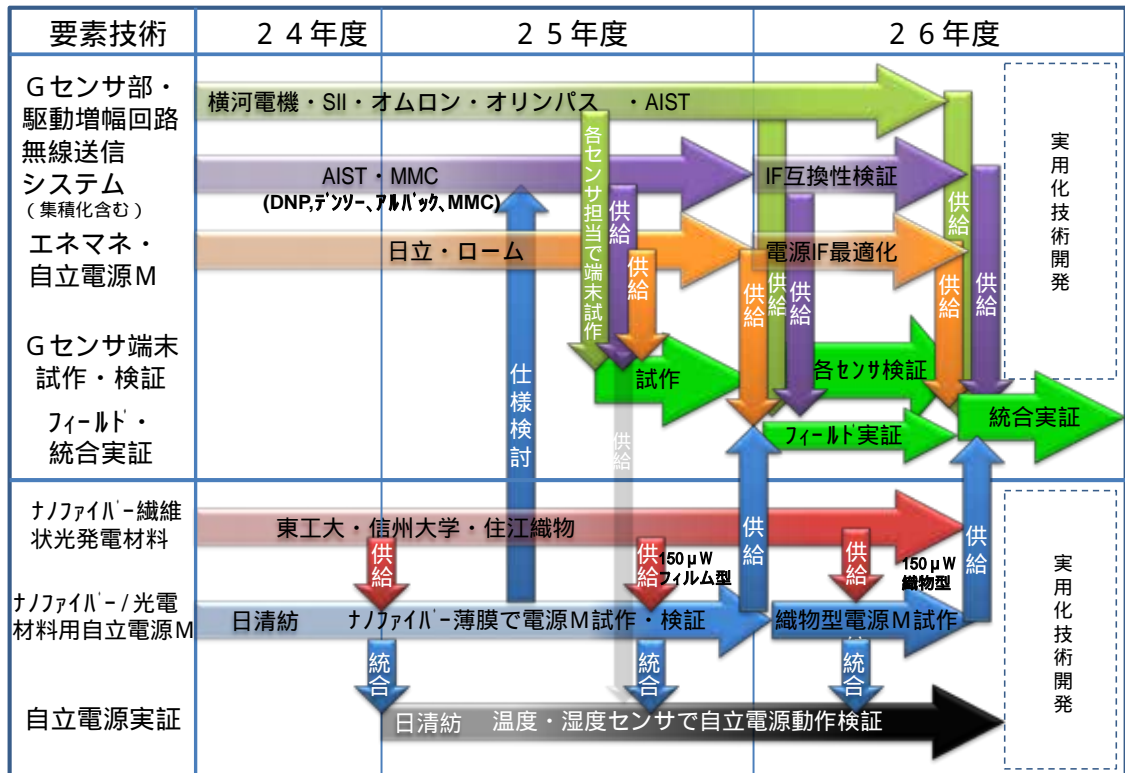 要素技術
２４年度
２５年度
２６年度
Ｇセンサ部・
駆動増幅回路
無線送信
システム
（集積化含む）
エネマネ・
自立電源Ｍ
Ｇセンサ端末
試作・検証
ﾌｨｰﾙﾄﾞ・
統合実証
横河電機・SII・オムロン・オリンパス　・AIST
AIST・MMC
(DNP,ﾃﾞﾝｿｰ、ｱﾙﾊﾞｯｸ、MMC)
日立・ローム
IF互換性検証
電源IF最適化
各センサ担当で端末試作
供給
供給
供給
供給
供給
供給
供給
供給
試作
各ｾﾝｻ検証
ﾌｨｰﾙﾄﾞ実証
統合実証
仕様検討
供給
実用化技術開発
ﾅﾉﾌｧｲﾊﾞｰ繊維
状光発電材料
東工大・信州大学・住江織物
供給
供給
150μW
フィルム型
供給
供給
150μW
織物型
供給
ﾅﾉﾌｧｲﾊﾞｰ/光電
材料用自立電源Ｍ
日清紡
ﾅﾉﾌｧｲﾊﾞｰ薄膜で電源Ｍ試作・検証
織物型電源Ｍ試作
統合
統合
統合
自立電源実証
日清紡
温度・湿度センサで自立電源動作検証
実用化技術開発